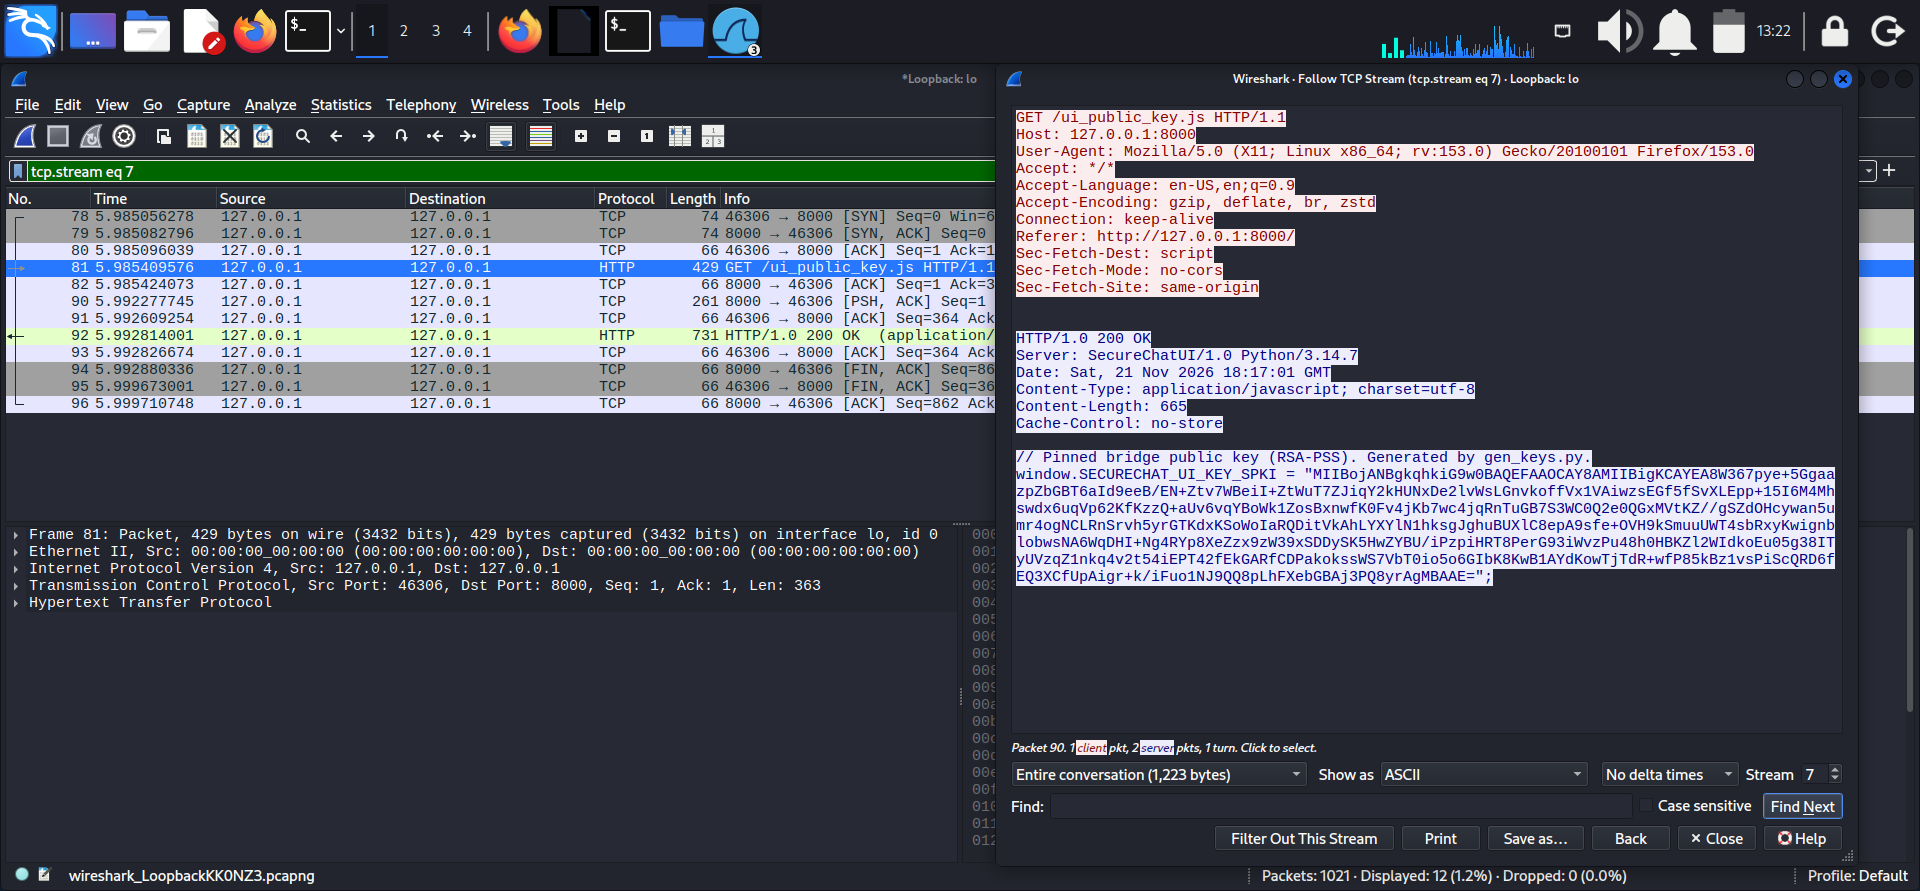 1 2 3 4
3
13:22
*Loopback: lo
File Edit View Go Capture Analyze Statistics Telephony Wireless Tools Help
tcp.stream eq 7
No. Time Source Destination Protocol Length Info
78 5.985056278 127.0.0.1 127.0.0.1 TCP 74 46306 → 8000 [SYN] Seq=0 Win=6
79 5.985082796 127.0.0.1 127.0.0.1 TCP 74 8000 → 46306 [SYN, ACK] Seq=0
80 5.985096039 127.0.0.1 127.0.0.1 TCP 66 46306 → 8000 [ACK] Seq=1 Ack=1
81 5.985409576 127.0.0.1 127.0.0.1 HTTP 429 GET /ui_public_key.js HTTP/1.1
82 5.985424073 127.0.0.1 127.0.0.1 TCP 66 8000 → 46306 [ACK] Seq=1 Ack=3
90 5.992277745 127.0.0.1 127.0.0.1 TCP 261 8000 → 46306 [PSH, ACK] Seq=1
91 5.992609254 127.0.0.1 127.0.0.1 TCP 66 46306 → 8000 [ACK] Seq=364 Ack
92 5.992814001 127.0.0.1 127.0.0.1 HTTP 731 HTTP/1.0 200 OK (application/
93 5.992826674 127.0.0.1 127.0.0.1 TCP 66 46306 → 8000 [ACK] Seq=364 Ack
94 5.992880336 127.0.0.1 127.0.0.1 TCP 66 8000 → 46306 [FIN, ACK] Seq=86
95 5.999673001 127.0.0.1 127.0.0.1 TCP 66 46306 → 8000 [FIN, ACK] Seq=36
96 5.999710748 127.0.0.1 127.0.0.1 TCP 66 8000 → 46306 [ACK] Seq=862 Ack
Frame 81: Packet, 429 bytes on wire (3432 bits), 429 bytes captured (3432 bits) on interface lo, id 0
Ethernet II, Src: 00:00:00_00:00:00 (00:00:00:00:00:00), Dst: 00:00:00_00:00:00 (00:00:00:00:00:00)
Internet Protocol Version 4, Src: 127.0.0.1, Dst: 127.0.0.1
Transmission Control Protocol, Src Port: 46306, Dst Port: 8000, Seq: 1, Ack: 1, Len: 363
Hypertext Transfer Protocol
wireshark_LoopbackKK0NZ3.pcapng
Packets: 1021 · Displayed: 12 (1.2%) · Dropped: 0 (0.0%)
Profile: Default
Wireshark · Follow TCP Stream (tcp.stream eq 7) · Loopback: lo
GET /ui_public_key.js HTTP/1.1
Host: 127.0.0.1:8000
User-Agent: Mozilla/5.0 (X11; Linux x86_64; rv:153.0) Gecko/20100101 Firefox/153.0
Accept: */*
Accept-Language: en-US,en;q=0.9
Accept-Encoding: gzip, deflate, br, zstd
Connection: keep-alive
Referer: http://127.0.0.1:8000/
Sec-Fetch-Dest: script
Sec-Fetch-Mode: no-cors
Sec-Fetch-Site: same-origin
HTTP/1.0 200 OK
Server: SecureChatUI/1.0 Python/3.14.7
Date: Sat, 21 Nov 2026 18:17:01 GMT
Content-Type: application/javascript; charset=utf-8
Content-Length: 665
Cache-Control: no-store
// Pinned bridge public key (RSA-PSS). Generated by gen_keys.py.
window.SECURECHAT_UI_KEY_SPKI = "MIIBojANBgkqhkiG9w0BAQEFAAOCAY8AMIIBigKCAYEA8W367pye+5Ggaa
zpZbGBT6aId9eeB/EN+Ztv7WBeiI+ZtWuT7ZJiqY2kHUNxDe2lvWsLGnvkoffVx1VAiwzsEGf5fSvXLEpp+15I6M4Mh
swdx6uqVp62KfKzzQ+aUv6vqYBoWk1ZosBxnwfK0Fv4jKb7wc4jqRnTuGB7S3WC0Q2e0QGxMVtKZ//gSZdOHcywan5u
mr4ogNCLRnSrvh5yrGTKdxKSoWoIaRQDitVkAhLYXYlN1hksgJghuBUXlC8epA9sfe+OVH9kSmuuUWT4sbRxyKwignb
lobwsNA6WqDHI+Ng4RYp8XeZzx9zW39xSDDySK5HwZYBU/iPzpiHRT8PerG93iWvzPu48h0HBKZl2WIdkoEu05g38IT
yUVzqZ1nkq4v2t54iEPT42fEkGARfCDPakokssWS7VbT0io5o6GIbK8KwB1AYdKowTjTdR+wfP85kBz1vsPiScQRD6f
EQ3XCfUpAigr+k/iFuo1NJ9QQ8pLhFXebGBAj3PQ8yrAgMBAAE=";
Packet 90. 1 client pkt, 2 server pkts, 1 turn. Click to select.
Entire conversation (1,223 bytes) Show as ASCII No delta times Stream 7
Find: Case sensitive Find Next
Filter Out This Stream Print Save as… Back Close Help